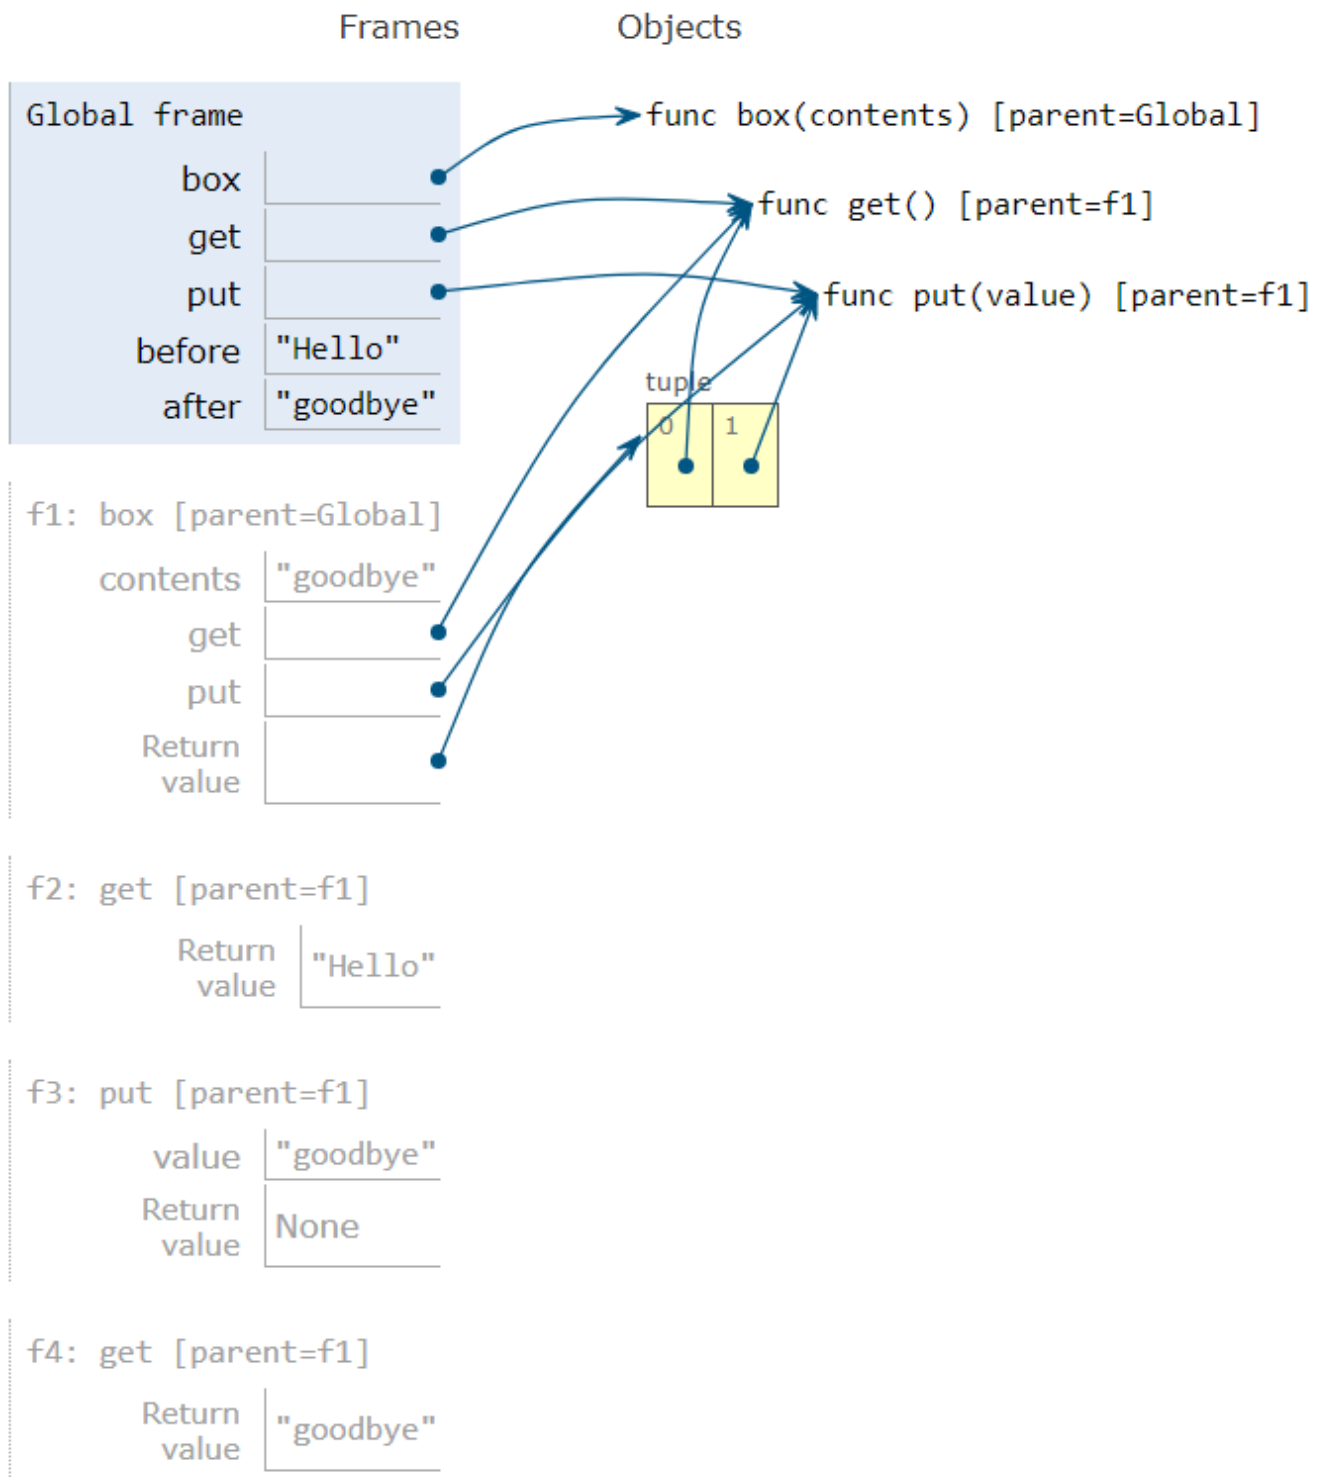 Frames Objects
Global frame
func box(contents) [parent=Global]
box
func get() [parent=f1]
get
put
func put(value) [parent=f1]
before "Hello"
tuple
after "goodbye"
0 1
f1: box [parent=Global]
contents "goodbye"
get
put
Return
value
f2: get [parent=f1]
Return
value "Hello"
f3: put [parent=f1]
value "goodbye"
Return
value None
f4: get [parent=f1]
Return
value "goodbye"